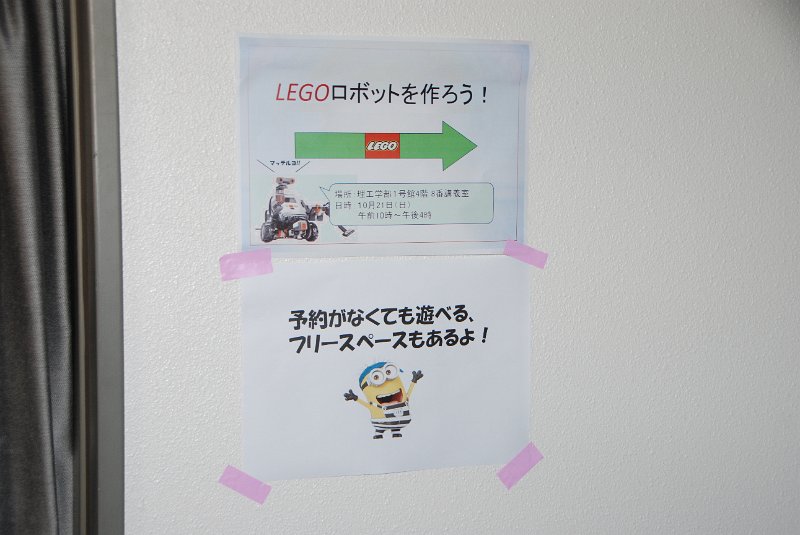 LEGOロボットを作ろう！
LEGO
マッテルヨ!!
場所：理工学部1号館4階 8番講義室
日時：10月21日（日）
午前10時～午後4時
予約がなくても遊べる、
フリースペースもあるよ！